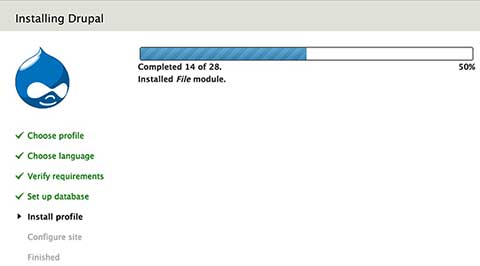 Installing Drupal
Completed 14 of 28.
50%
Installed File module.
Choose profile
Choose language
Verify requirements
Set up database
Install profile
Configure site
Finished